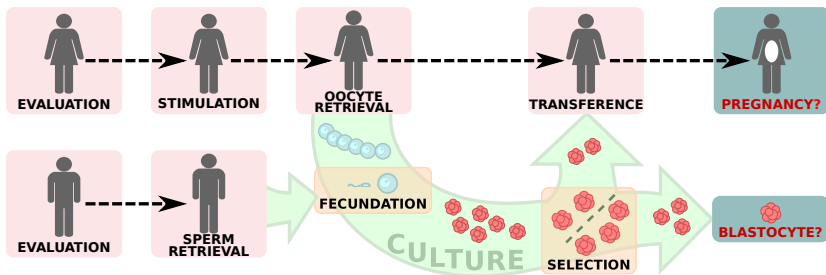 EVALUATION
STIMULATION
OOCYTE
RETRIEVAL
TRANSFERENCE
PREGNANCY?
EVALUATION
SPERM
RETRIEVAL
FECUNDATION
CULTURE
SELECTION
BLASTOCYTE?